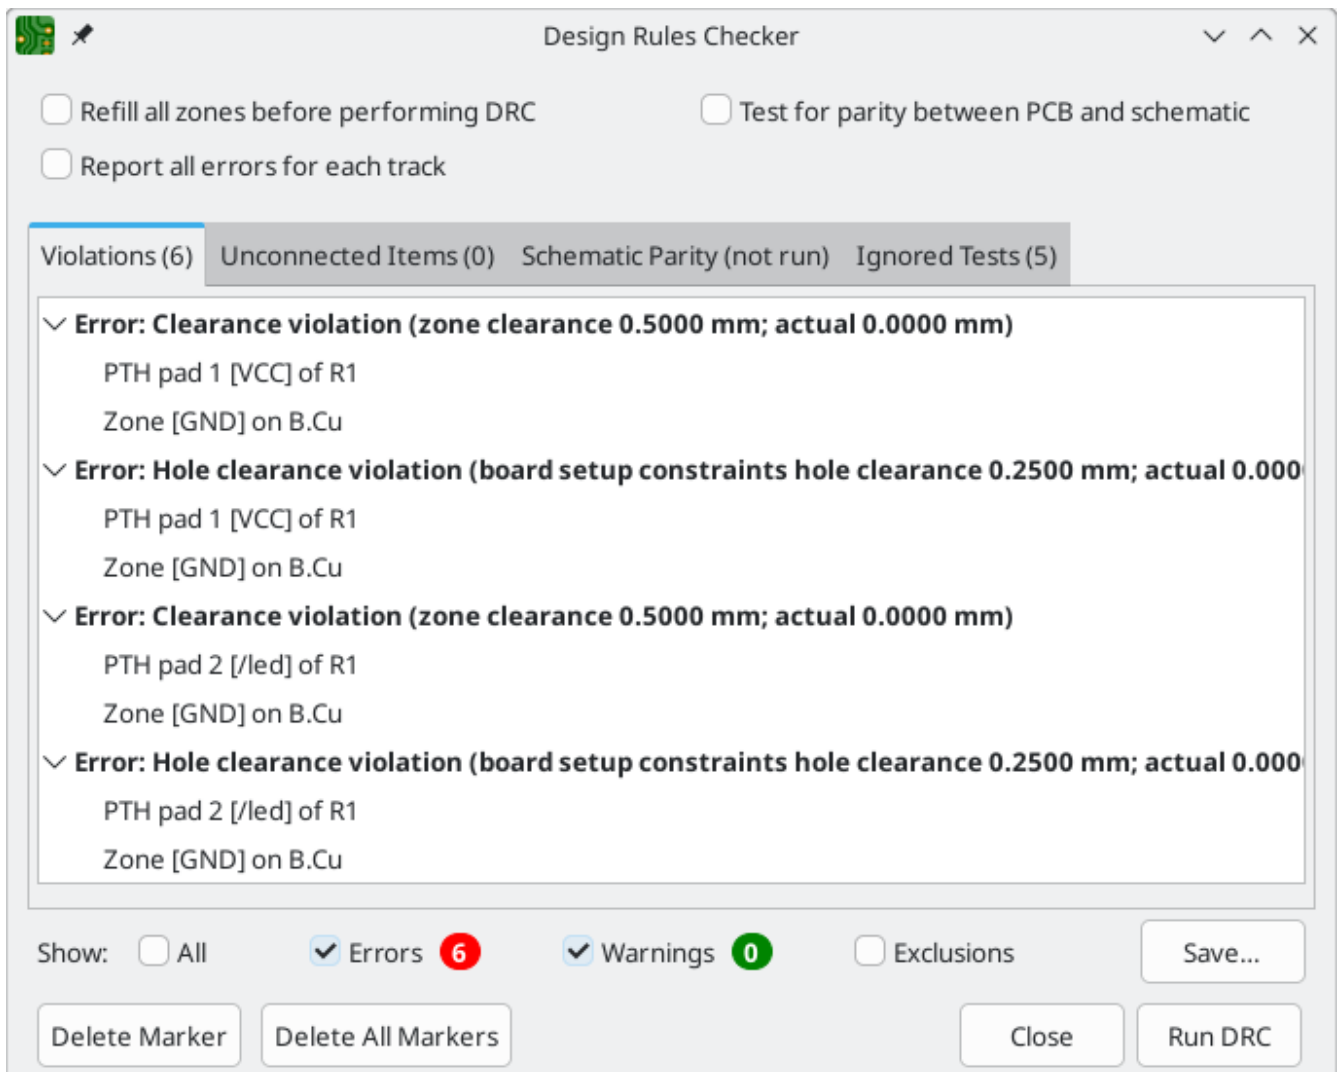 Design Rules Checker
Refill all zones before performing DRC
Test for parity between PCB and schematic
Report all errors for each track
Violations (6) Unconnected Items (0) Schematic Parity (not run) Ignored Tests (5)
Error: Clearance violation (zone clearance 0.5000 mm; actual 0.0000 mm)
PTH pad 1 [VCC] of R1
Zone [GND] on B.Cu
Error: Hole clearance violation (board setup constraints hole clearance 0.2500 mm; actual 0.000
PTH pad 1 [VCC] of R1
Zone [GND] on B.Cu
Error: Clearance violation (zone clearance 0.5000 mm; actual 0.0000 mm)
PTH pad 2 [/led] of R1
Zone [GND] on B.Cu
Error: Hole clearance violation (board setup constraints hole clearance 0.2500 mm; actual 0.000
PTH pad 2 [/led] of R1
Zone [GND] on B.Cu
Show: All Errors 6 Warnings 0 Exclusions Save...
Delete Marker Delete All Markers Close Run DRC